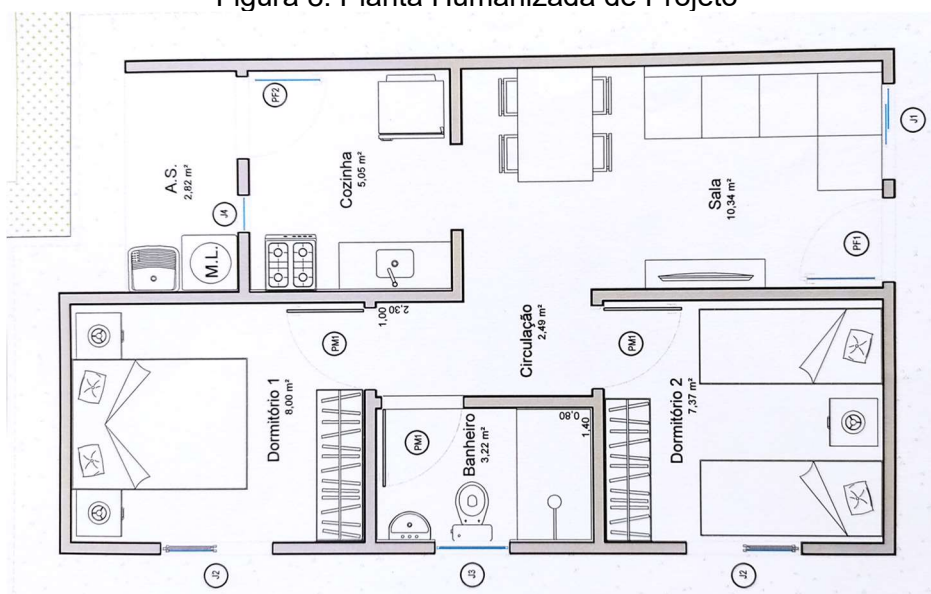 Figura 3: Planta Humanizada de Projeto
PF2
A.S.
2,82 m²
J4
M.L.
Cozinha
5,05 m²
Sala
10,34 m²
J1
PF1
Dormitório 1
8,00 m²
PM1
1,00
2,30
Circulação
2,49 m²
PM1
Dormitório 2
7,37 m²
PM1
Banheiro
3,22 m²
0,80
1,40
J2
J3
J2